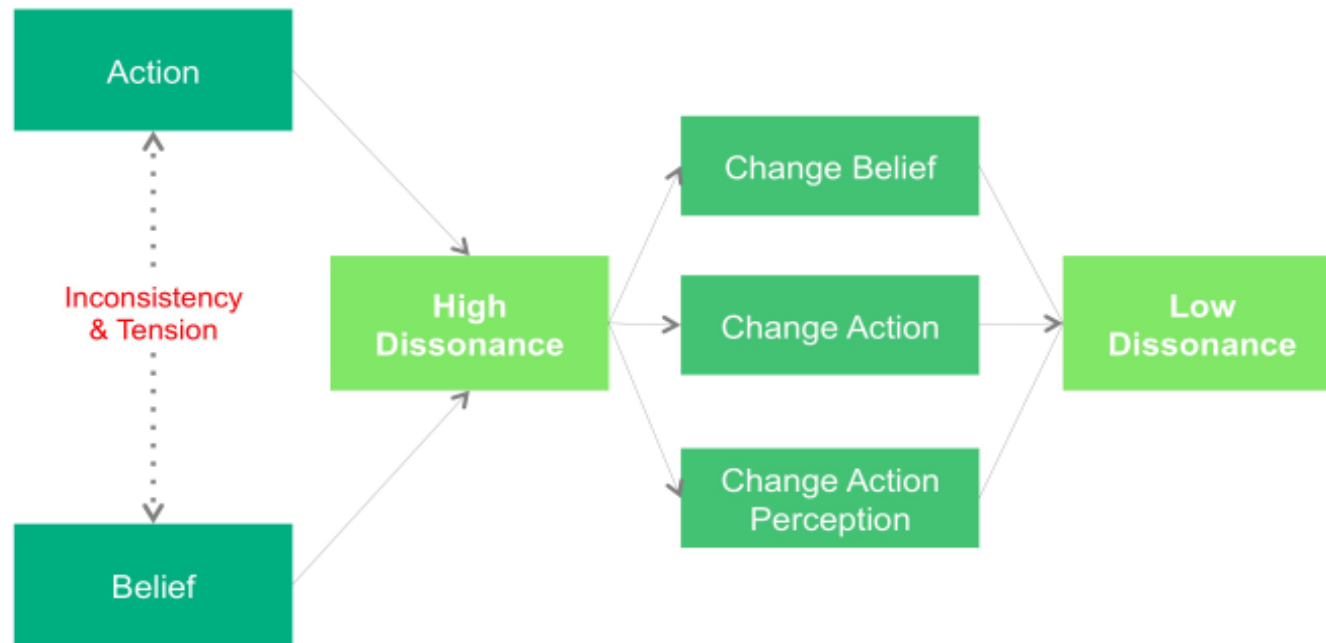 Action
Inconsistency
& Tension
Belief
High
Dissonance
Change Belief
Change Action
Change Action
Perception
Low
Dissonance